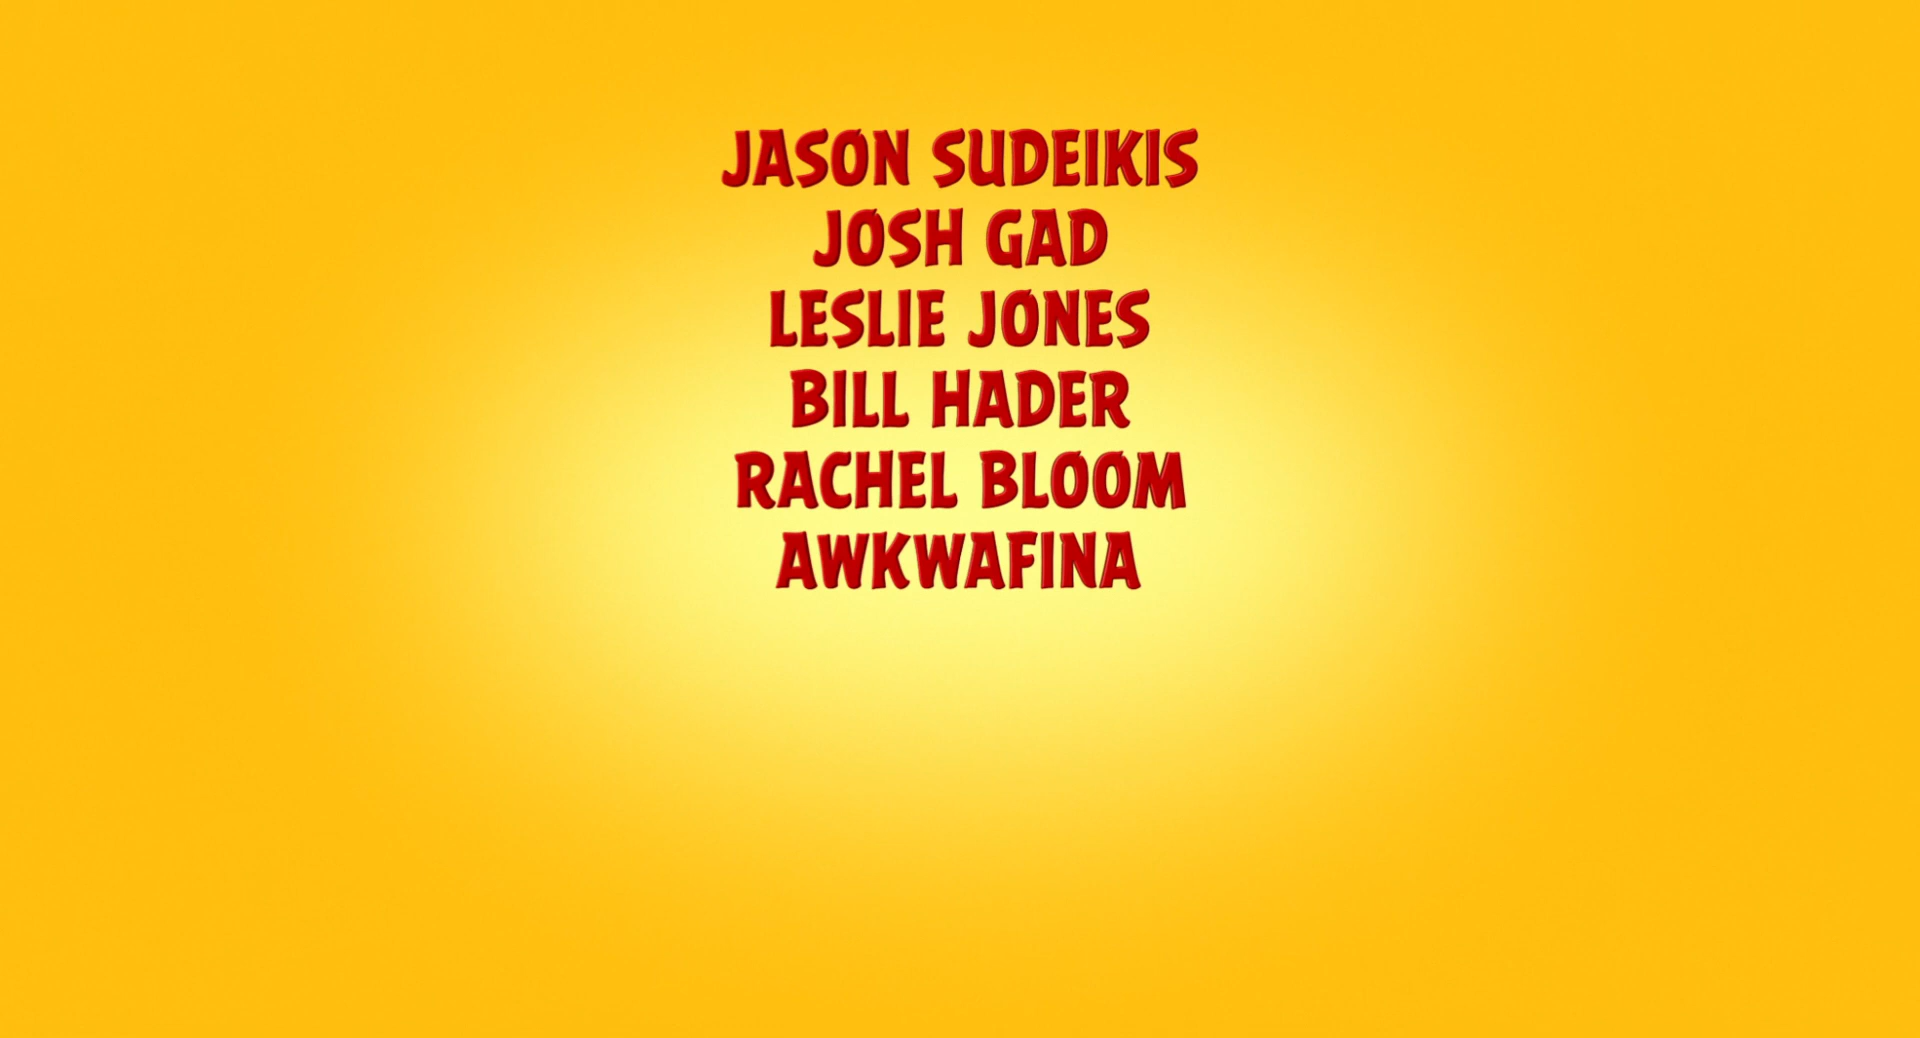 JASON SUDEIKIS
JOSH GAD
LESLIE JONES
BILL HADER
RACHEL BLOOM
AWKWAFINA